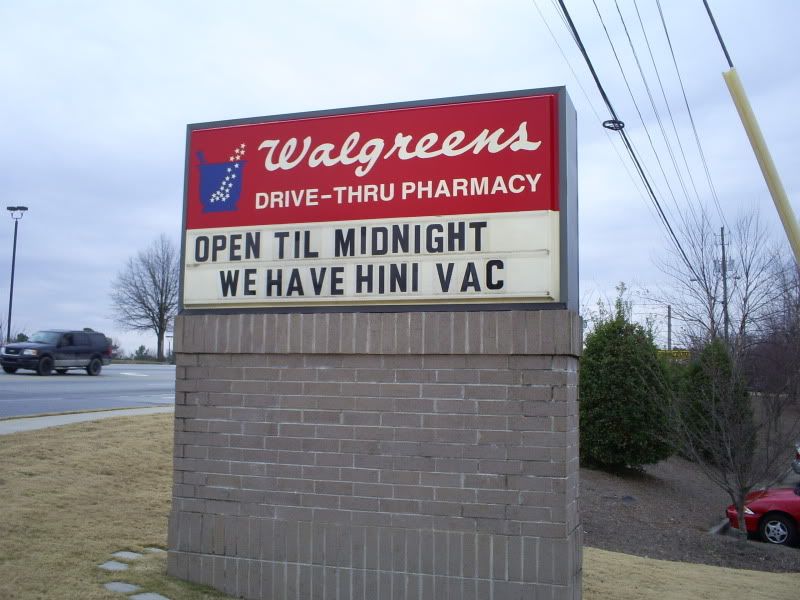 Walgreens
DRIVE-THRU PHARMACY
OPEN TIL MIDNIGHT
WE HAVE HINI VAC